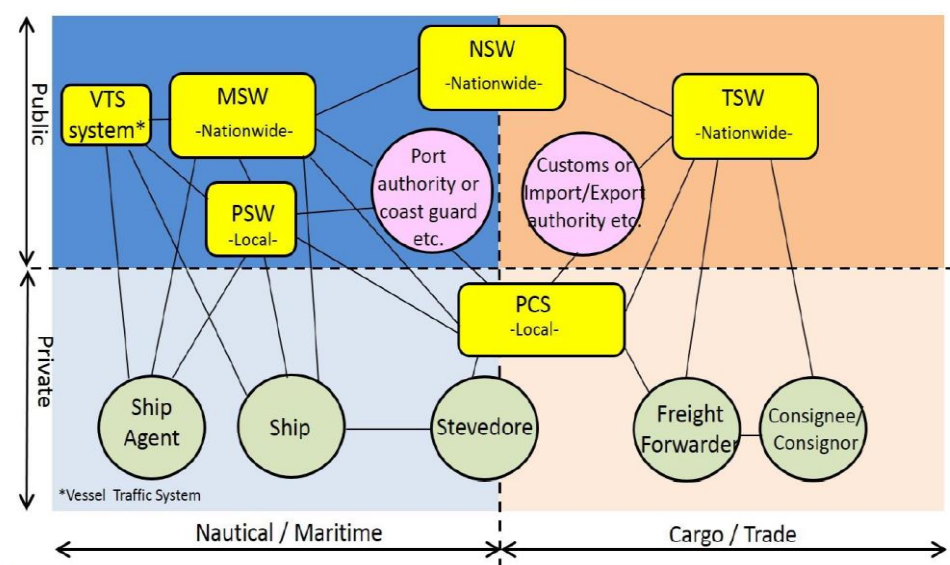 Public
Private
VTS
system*
MSW
-Nationwide-
NSW
-Nationwide-
TSW
-Nationwide-
PSW
-Local-
Port
authority or
coast guard
etc.
Customs or
Import/Export
authority etc.
PCS
-Local-
Ship
Agent
Ship
Stevedore
Freight
Forwarder
Consignee/
Consignor
*Vessel Traffic System
Nautical / Maritime
Cargo / Trade